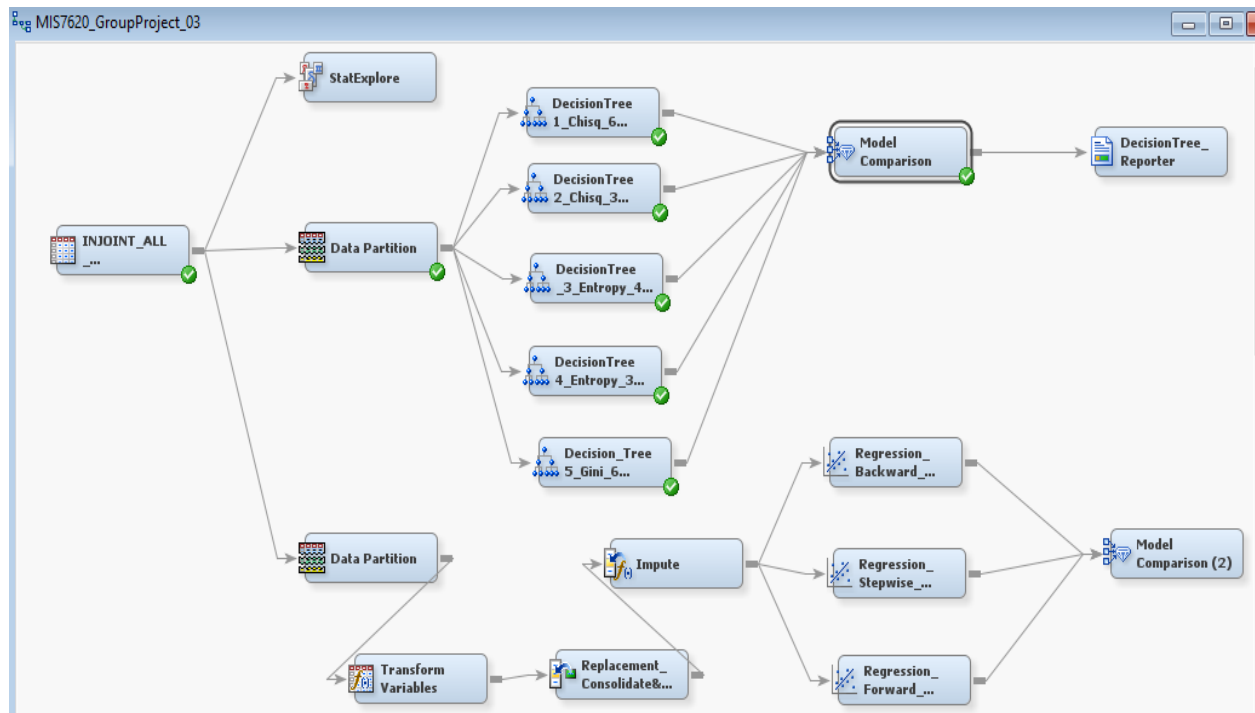 MIS7620_GroupProject_03
StatExplore
DecisionTree
1_Chisq_6...
Model
Comparison
DecisionTree_
Reporter
DecisionTree
2_Chisq_3...
INJOINT_ALL
_...
Data Partition
DecisionTree
_3_Entropy_4...
DecisionTree
4_Entropy_3...
Decision_Tree
5_Gini_6...
Regression_
Backward_...
Data Partition
Impute
Regression_
Stepwise_...
Model
Comparison (2)
Transform
Variables
Replacement_
Consolidate&...
Regression_
Forward_...